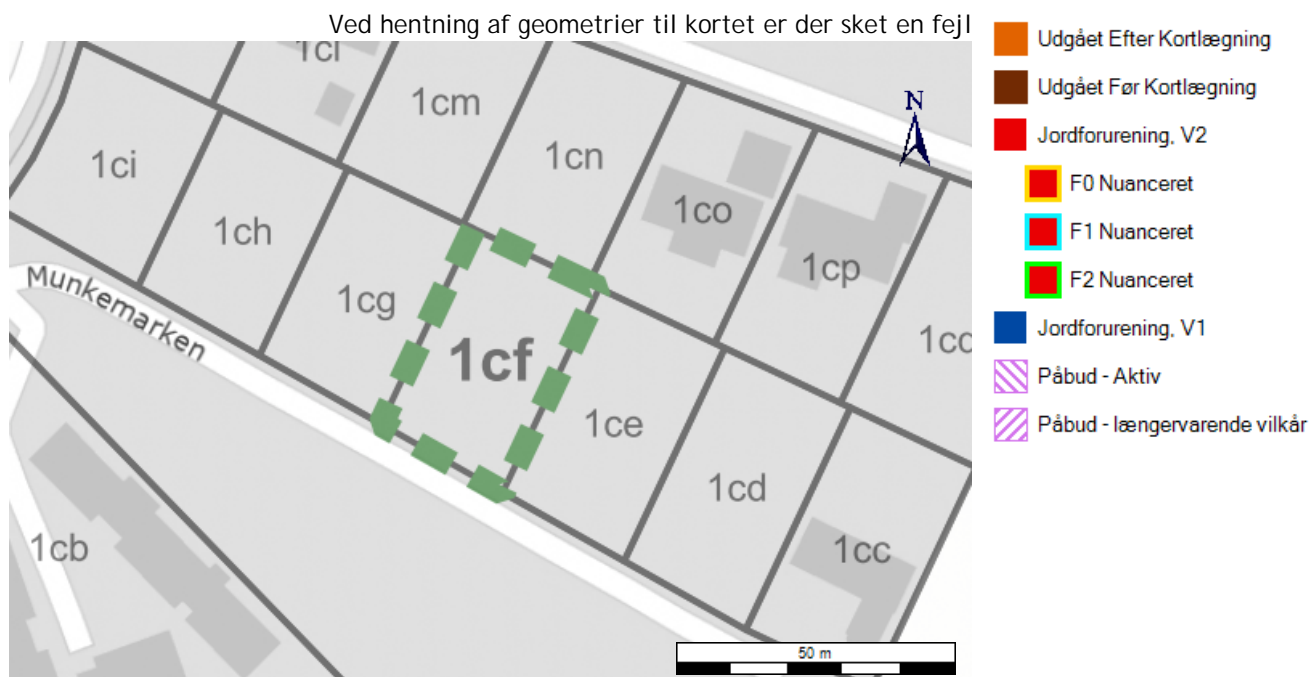 Ved hentning af geometrier til kortet er der sket en fejl
Udgået Efter Kortlægning
Udgået Før Kortlægning
Jordforurening, V2
F0 Nuanceret
F1 Nuanceret
F2 Nuanceret
Jordforurening, V1
Påbud - Aktiv
Påbud - længervarende vilkår
N
1cm
1cn
1ci
1ch
1co
1cp
1cg
1cf
1ce
1cd
1cc
1cb
Munkemarken
50 m